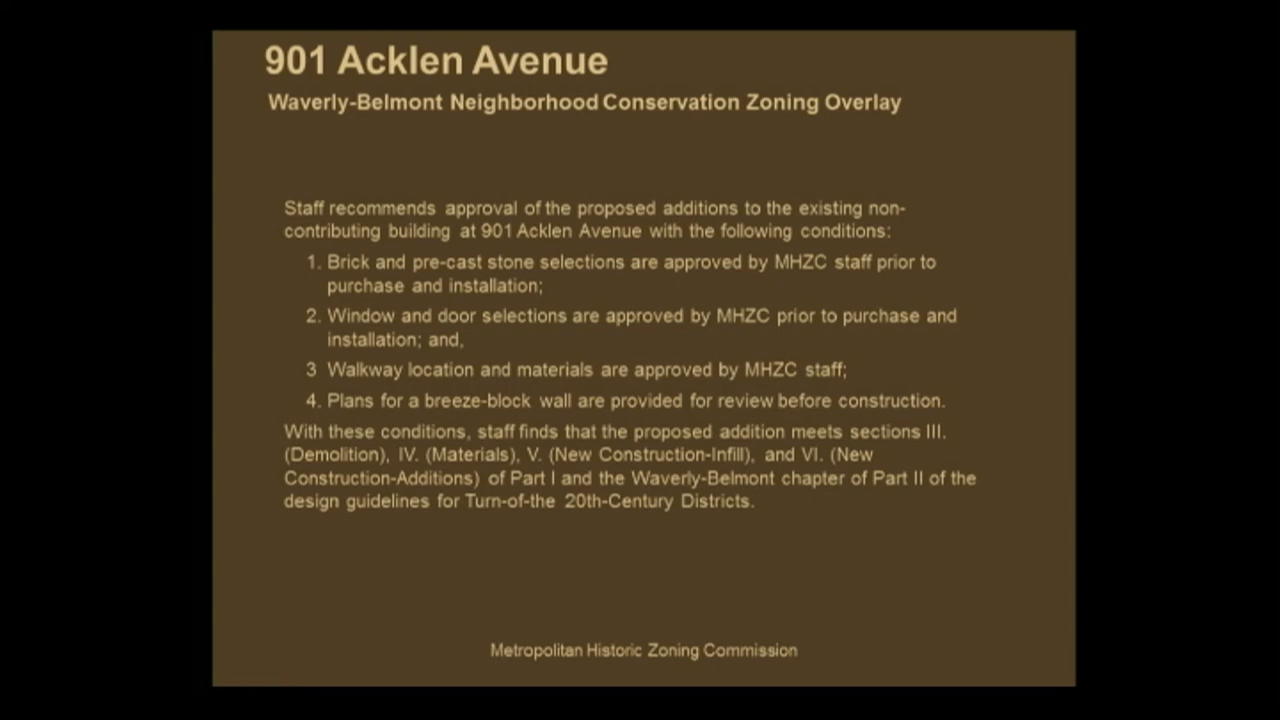 901 Acklen Avenue
Waverly-Belmont Neighborhood Conservation Zoning Overlay
Staff recommends approval of the proposed additions to the existing non-
contributing building at 901 Acklen Avenue with the following conditions:
1. Brick and pre-cast stone selections are approved by MHZC staff prior to
purchase and installation;
2. Window and door selections are approved by MHZC prior to purchase and
installation; and,
3 Walkway location and materials are approved by MHZC staff;
4. Plans for a breeze-block wall are provided for review before construction.
With these conditions, staff finds that the proposed addition meets sections III.
(Demolition), IV. (Materials), V. (New Construction-Infill), and VI. (New
Construction-Additions) of Part I and the Waverly-Belmont chapter of Part II of the
design guidelines for Turn-of-the 20th-Century Districts.
Metropolitan Historic Zoning Commission